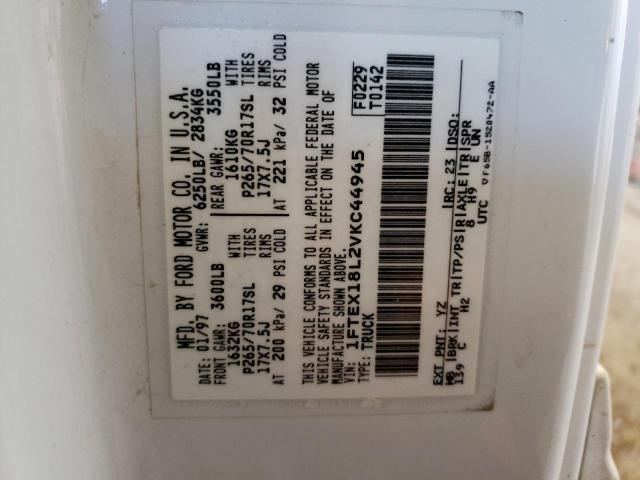 MFD. BY FORD MOTOR CO. IN U.S.A.
DATE: 01/97 GVWR: 6250LB/ 2834KG
FRONT GAWR: 3600LB REAR GAWR: 3550LB
1632KG WITH 1610KG WITH
P265/70R17SL TIRES P265/70R17SL TIRES
17X7.5J RIMS 17X7.5J RIMS
AT 200 kPa/ 29 PSI COLD AT 221 kPa/ 32 PSI COLD
THIS VEHICLE CONFORMS TO ALL APPLICABLE FEDERAL MOTOR
VEHICLE SAFETY STANDARDS IN EFFECT ON THE DATE OF
MANUFACTURE SHOWN ABOVE.
VIN: 1FTEX18L2VKC44945
TYPE: TRUCK
F0229
T0142
EXT PNT: YZ RC: 23 DSO:
WB BRK INT TR TP/PS R AXLE TR SPR
139 C H2 8 H9 E UN
UTC ▽F65B-1520472-AA